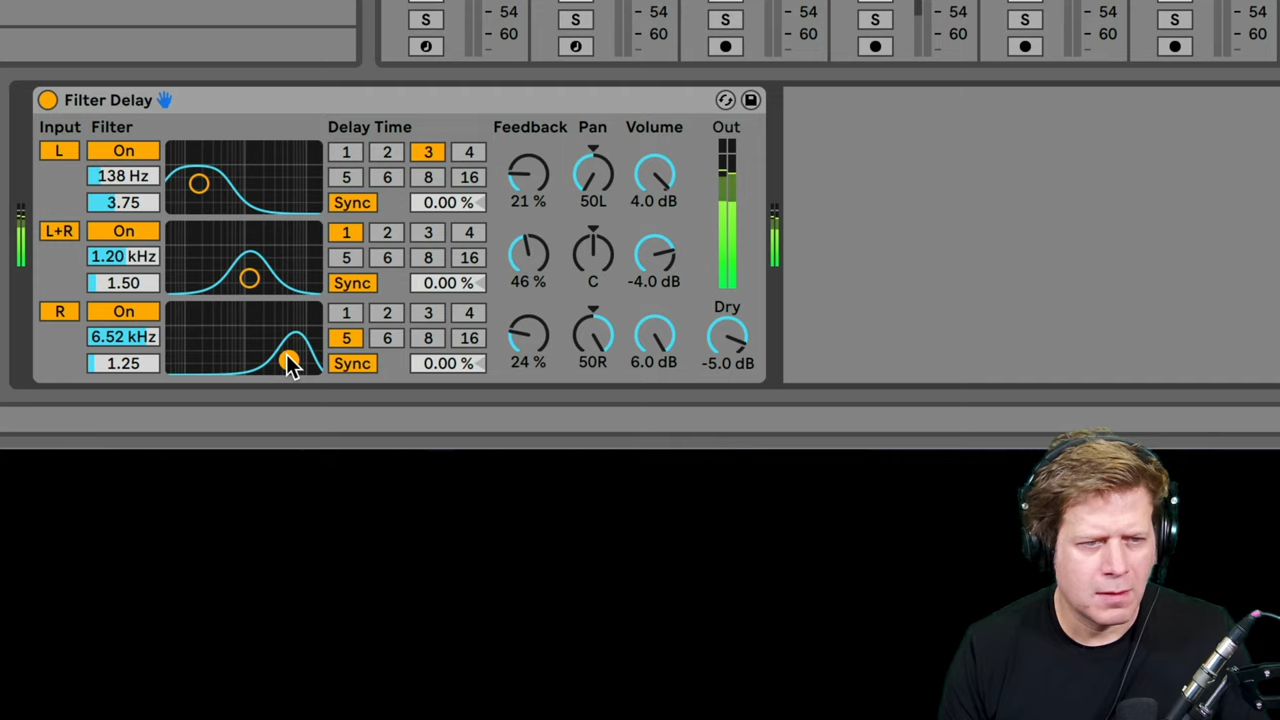 S - 54 S - 54 S - 54 S - 54 S - 54 S - 54
- 60 - 60 - 60 - 60 - 60 - 60
Filter Delay
Input Filter Delay Time Feedback Pan Volume Out
L On 1 2 3 4
138 Hz 5 6 8 16
3.75 Sync 0.00 % 21 % 50L 4.0 dB
L+R On 1 2 3 4
1.20 kHz 5 6 8 16
1.50 Sync 0.00 % 46 % C -4.0 dB
R On 1 2 3 4 Dry
6.52 kHz 5 6 8 16
1.25 Sync 0.00 % 24 % 50R 6.0 dB -5.0 dB